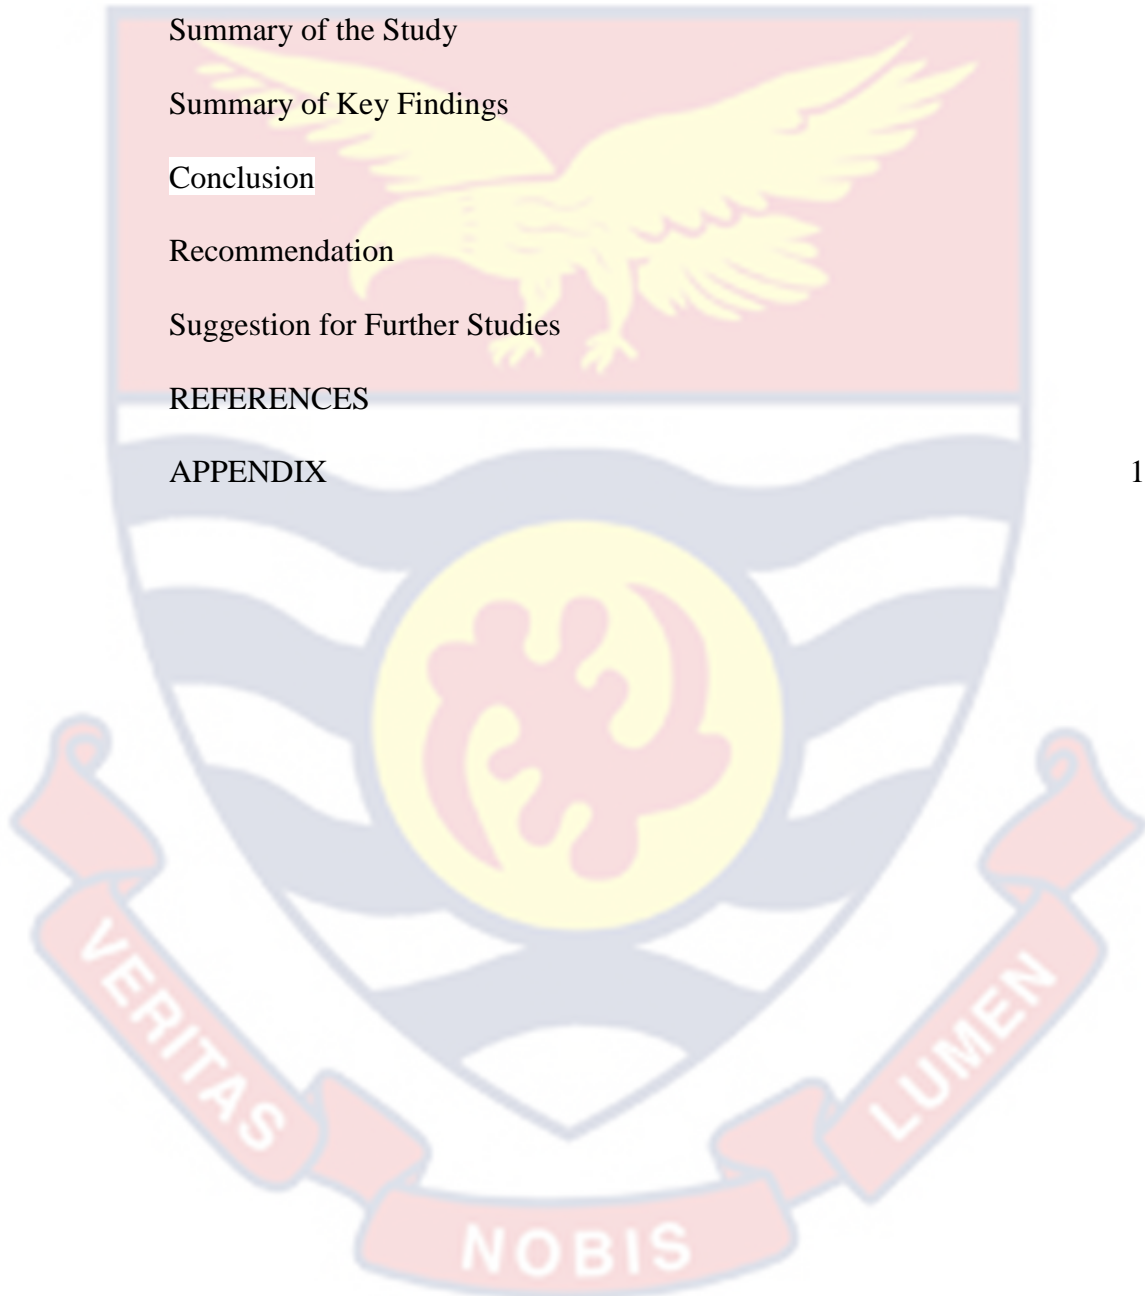 Summary of the Study
Summary of Key Findings
Conclusion
Recommendation
Suggestion for Further Studies
REFERENCES
APPENDIX 1
VERITAS
NOBIS
LUMEN